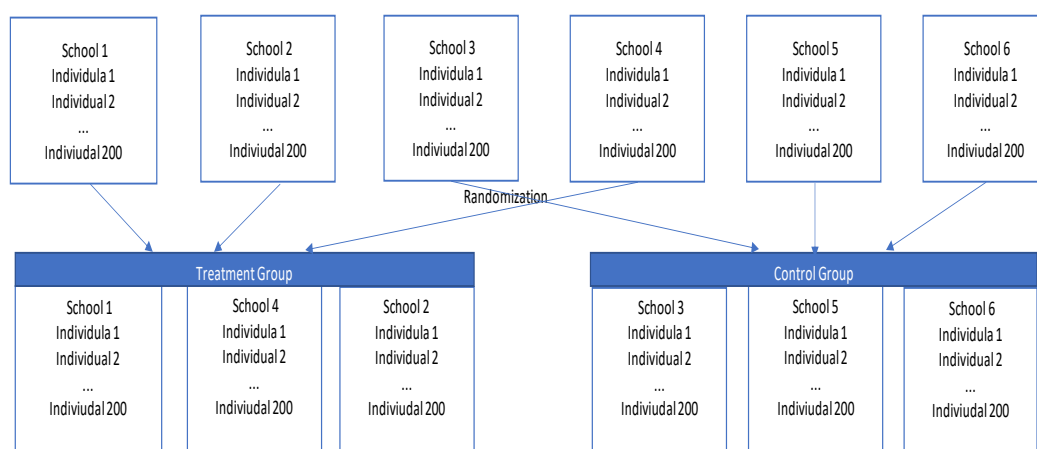 School 1
Individula 1
Individual 2
...
Indiviudal 200
School 2
Individula 1
Individual 2
...
Indiviudal 200
School 3
Individula 1
Individual 2
...
Indiviudal 200
School 4
Individula 1
Individual 2
...
Indiviudal 200
School 5
Individula 1
Individual 2
...
Indiviudal 200
School 6
Individula 1
Individual 2
...
Indiviudal 200
Randomization
Treatment Group
School 1
Individula 1
Individual 2
...
Indiviudal 200
School 4
Individula 1
Individual 2
...
Indiviudal 200
School 2
Individula 1
Individual 2
...
Indiviudal 200
Control Group
School 3
Individula 1
Individual 2
...
Indiviudal 200
School 5
Individula 1
Individual 2
...
Indiviudal 200
School 6
Individula 1
Individual 2
...
Indiviudal 200